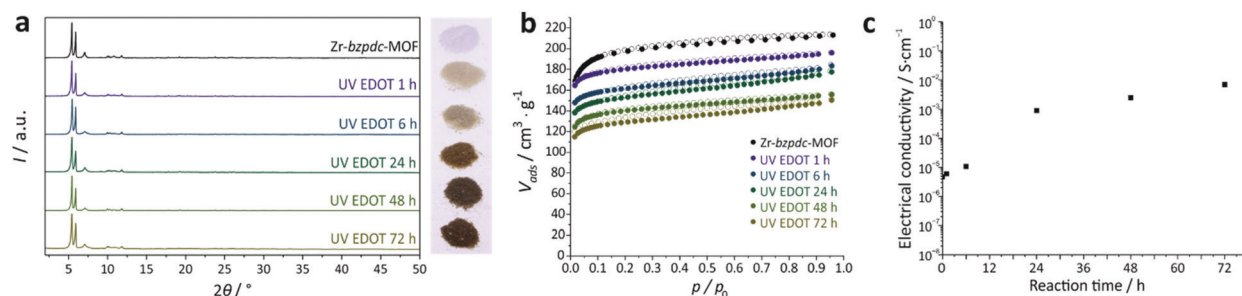 a
I / a.u.
Zr-bzpdc-MOF
UV EDOT 1 h
UV EDOT 6 h
UV EDOT 24 h
UV EDOT 48 h
UV EDOT 72 h
5 10 15 20 25 30 35 40 45 50
2θ / °
b
V_ads / cm³ · g⁻¹
220
200
180
160
140
120
100
80
60
40
20
0
Zr-bzpdc-MOF
UV EDOT 1 h
UV EDOT 6 h
UV EDOT 24 h
UV EDOT 48 h
UV EDOT 72 h
0.0 0.1 0.2 0.3 0.4 0.5 0.6 0.7 0.8 0.9 1.0
p / p₀
c
Electrical conductivity / S·cm⁻¹
10⁰
10⁻¹
10⁻²
10⁻³
10⁻⁴
10⁻⁵
10⁻⁶
10⁻⁷
10⁻⁸
0 12 24 36 48 60 72
Reaction time / h